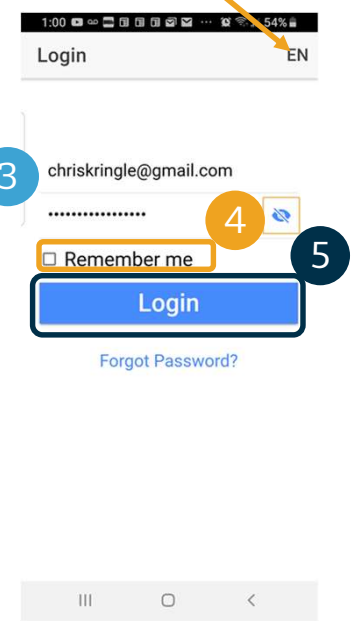 1:00 ... 54%
Login EN
3
chriskringle@gmail.com
•••••••••••••••••
4
5
Remember me
Login
Forgot Password?